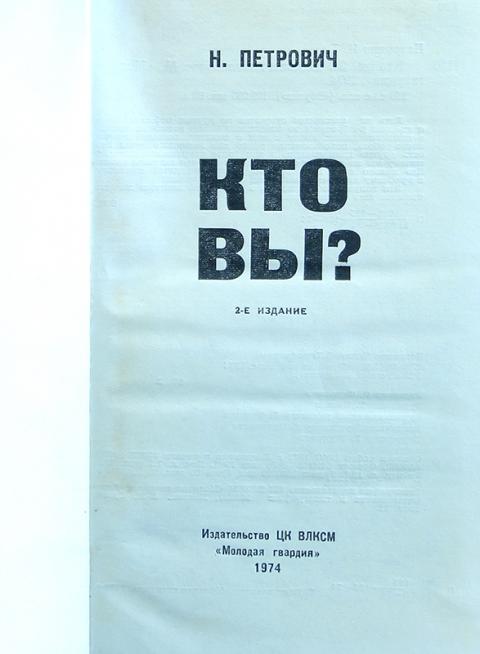 Н. ПЕТРОВИЧ
КТО
ВЫ?
2-Е ИЗДАНИЕ
Издательство ЦК ВЛКСМ
«Молодая гвардия»
1974